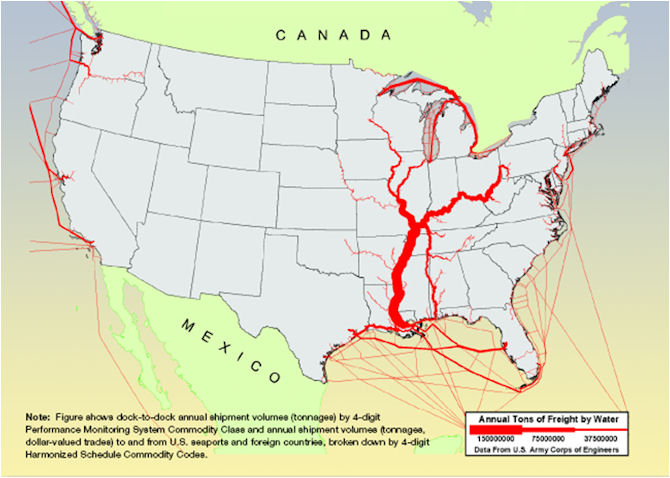 CANADA
MEXICO
Note: Figure shows dock-to-dock annual shipment volumes (tonnages) by 4-digit
Performance Monitoring System Commodity Class and annual shipment volumes (tonnages,
dollar-valued trades) to and from U.S. seaports and foreign countries, broken down by 4-digit
Harmonized Schedule Commodity Codes.
Annual Tons of Freight by Water
150000000 75000000 37500000
Data From U.S. Army Corps of Engineers